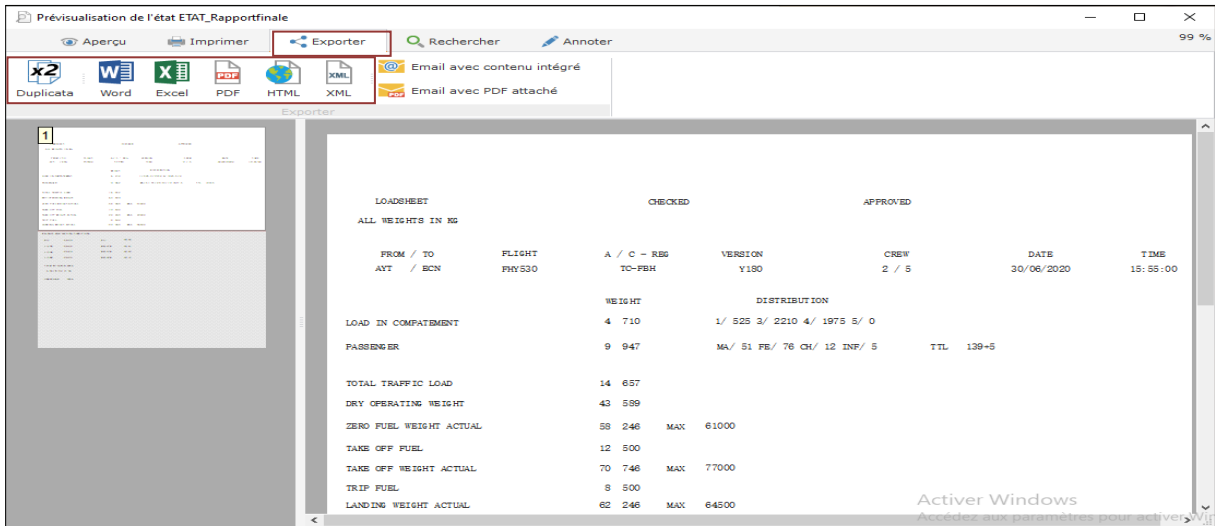 Prévisualisation de l'état ETAT_Rapportfinale
Aperçu Imprimer Exporter Rechercher Annoter 99 %
x2 W X PDF XML @ Email avec contenu intégré
Duplicata Word Excel PDF HTML XML PDF Email avec PDF attaché
Exporter
1
LOADSHEET CHECKED APPROVED
ALL WEIGHTS IN KG
FROM / TO FLIGHT A / C - REG VERSION CREW DATE TIME
AYT / BCN FHY530 TC-FBH Y180 2 / 5 30/06/2020 15:55:00
WEIGHT DISTRIBUTION
LOAD IN COMPATEMENT 4 710 1/ 525 3/ 2210 4/ 1975 5/ 0
PASSENGER 9 947 MA/ 51 FE/ 76 CH/ 12 INF/ 5 TTL 139+5
TOTAL TRAFFIC LOAD 14 657
DRY OPERATING WEIGHT 43 589
ZERO FUEL WEIGHT ACTUAL 58 246 MAX 61000
TAKE OFF FUEL 12 500
TAKE OFF WEIGHT ACTUAL 70 746 MAX 77000
TRIP FUEL 8 500
LANDING WEIGHT ACTUAL 62 246 MAX 64500
Activer Windows
Accédez aux paramètres pour activer Wi